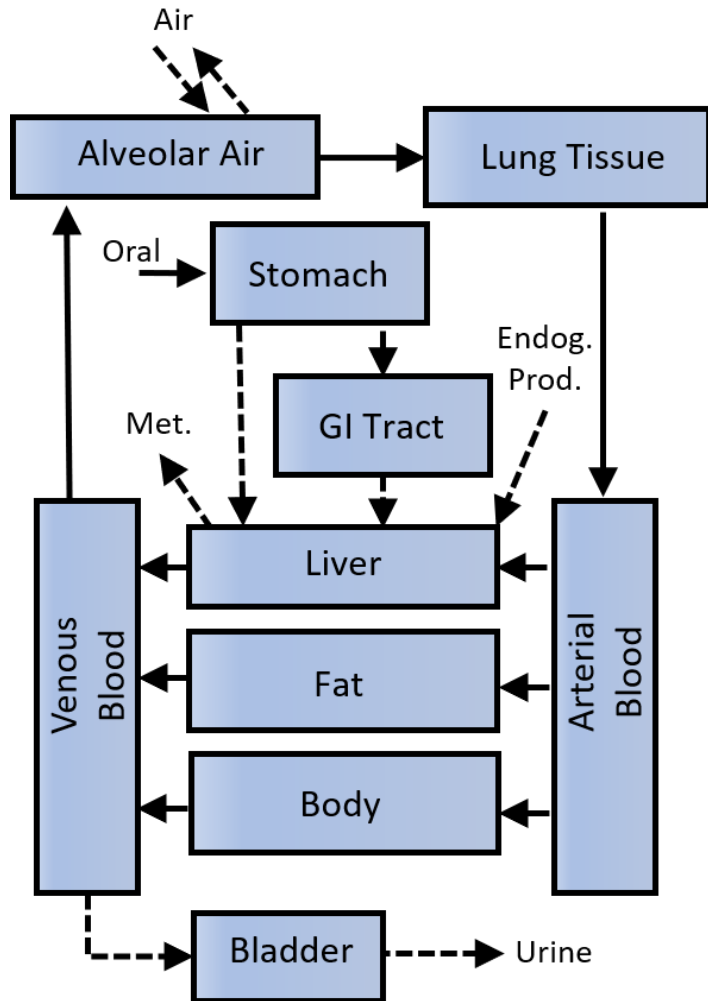 Air
Alveolar Air
Lung Tissue
Oral
Stomach
Endog.
Prod.
GI Tract
Met.
Liver
Venous
Blood
Fat
Arterial
Blood
Body
Bladder
Urine